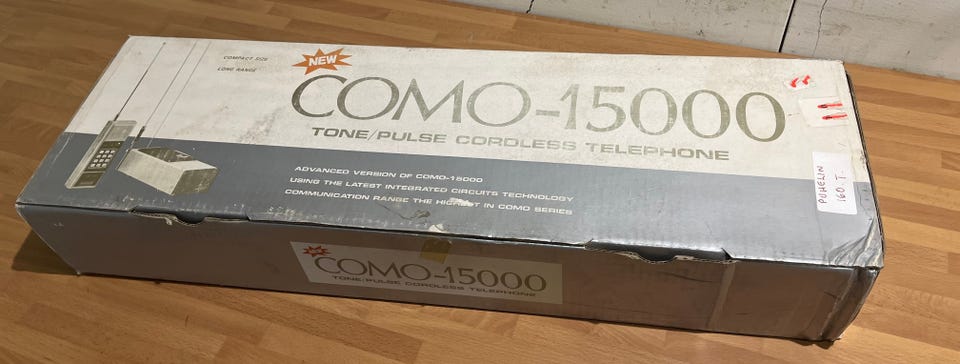 COMPACT SIZE
LONG RANGE
NEW
COMO-15000
TONE/PULSE CORDLESS TELEPHONE
ADVANCED VERSION OF COMO-15000
USING THE LATEST INTEGRATED CIRCUITS TECHNOLOGY
COMMUNICATION RANGE THE HIGHEST IN COMO SERIES
PUHELIN
160.T.
NEW
COMO-15000
TONE/PULSE CORDLESS TELEPHONE